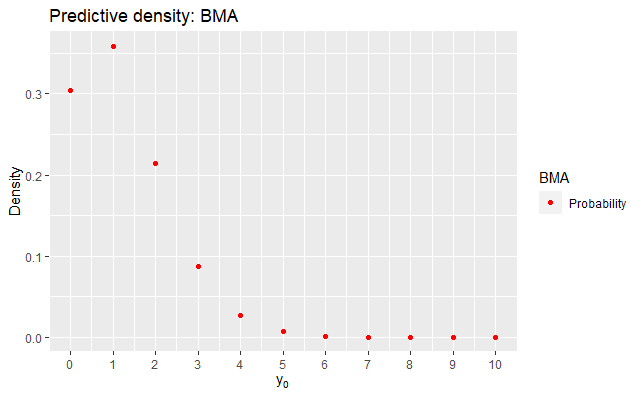 Predictive density: BMA
Density
0.3
0.2
0.1
0.0
0 1 2 3 4 5 6 7 8 9 10
y₀
BMA
Probability